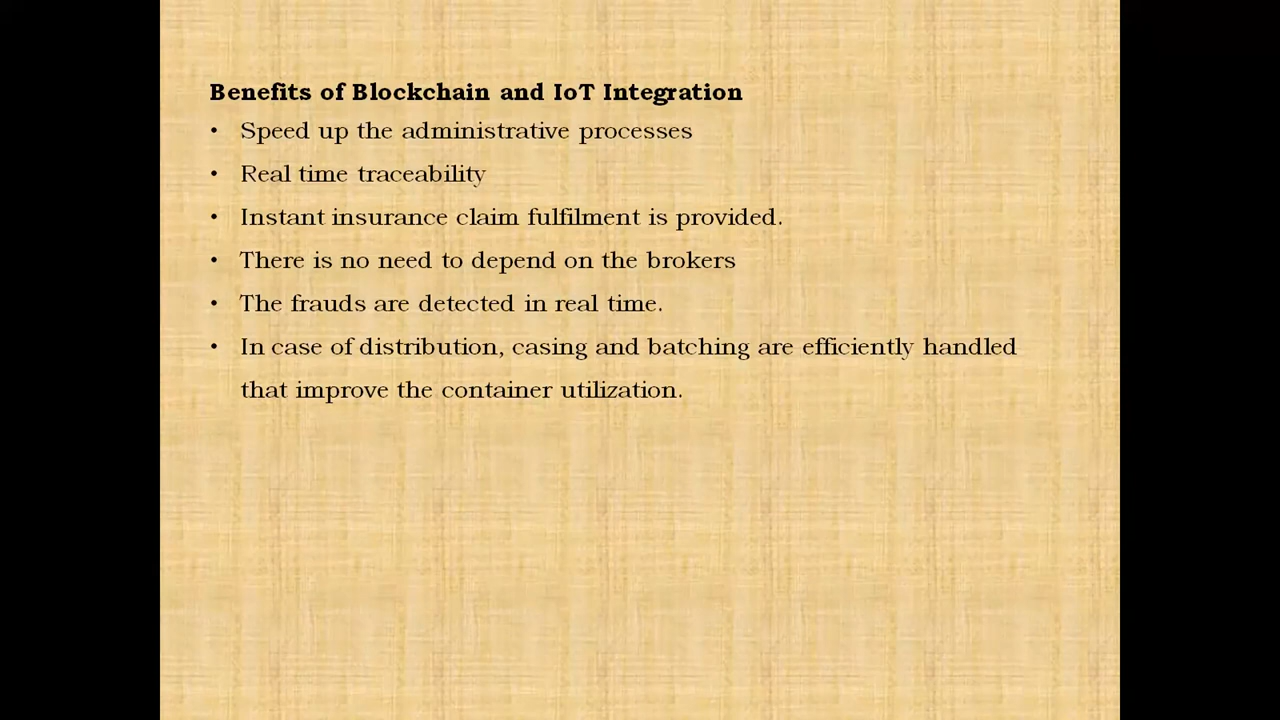 Benefits of Blockchain and IoT Integration
• Speed up the administrative processes
• Real time traceability
• Instant insurance claim fulfilment is provided.
• There is no need to depend on the brokers
• The frauds are detected in real time.
• In case of distribution, casing and batching are efficiently handled
that improve the container utilization.